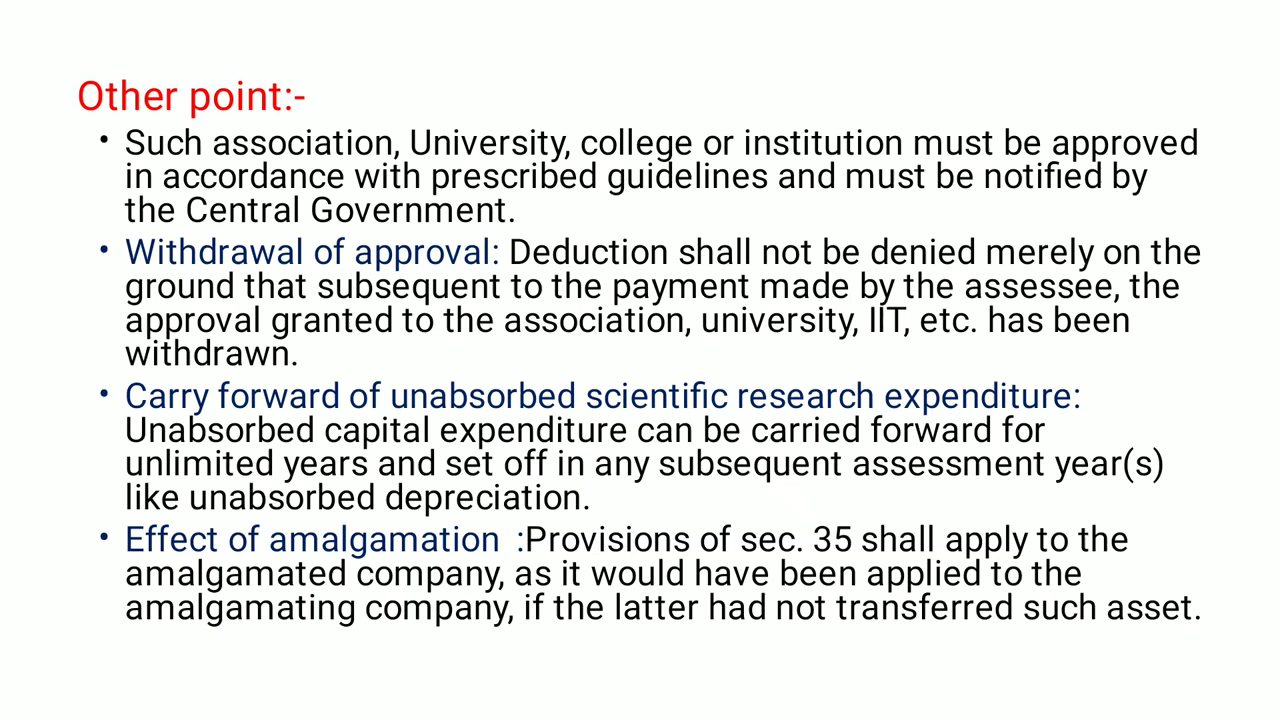 Other point:-
• Such association, University, college or institution must be approved
in accordance with prescribed guidelines and must be notified by
the Central Government.
• Withdrawal of approval: Deduction shall not be denied merely on the
ground that subsequent to the payment made by the assessee, the
approval granted to the association, university, IIT, etc. has been
withdrawn.
• Carry forward of unabsorbed scientific research expenditure:
Unabsorbed capital expenditure can be carried forward for
unlimited years and set off in any subsequent assessment year(s)
like unabsorbed depreciation.
• Effect of amalgamation :Provisions of sec. 35 shall apply to the
amalgamated company, as it would have been applied to the
amalgamating company, if the latter had not transferred such asset.